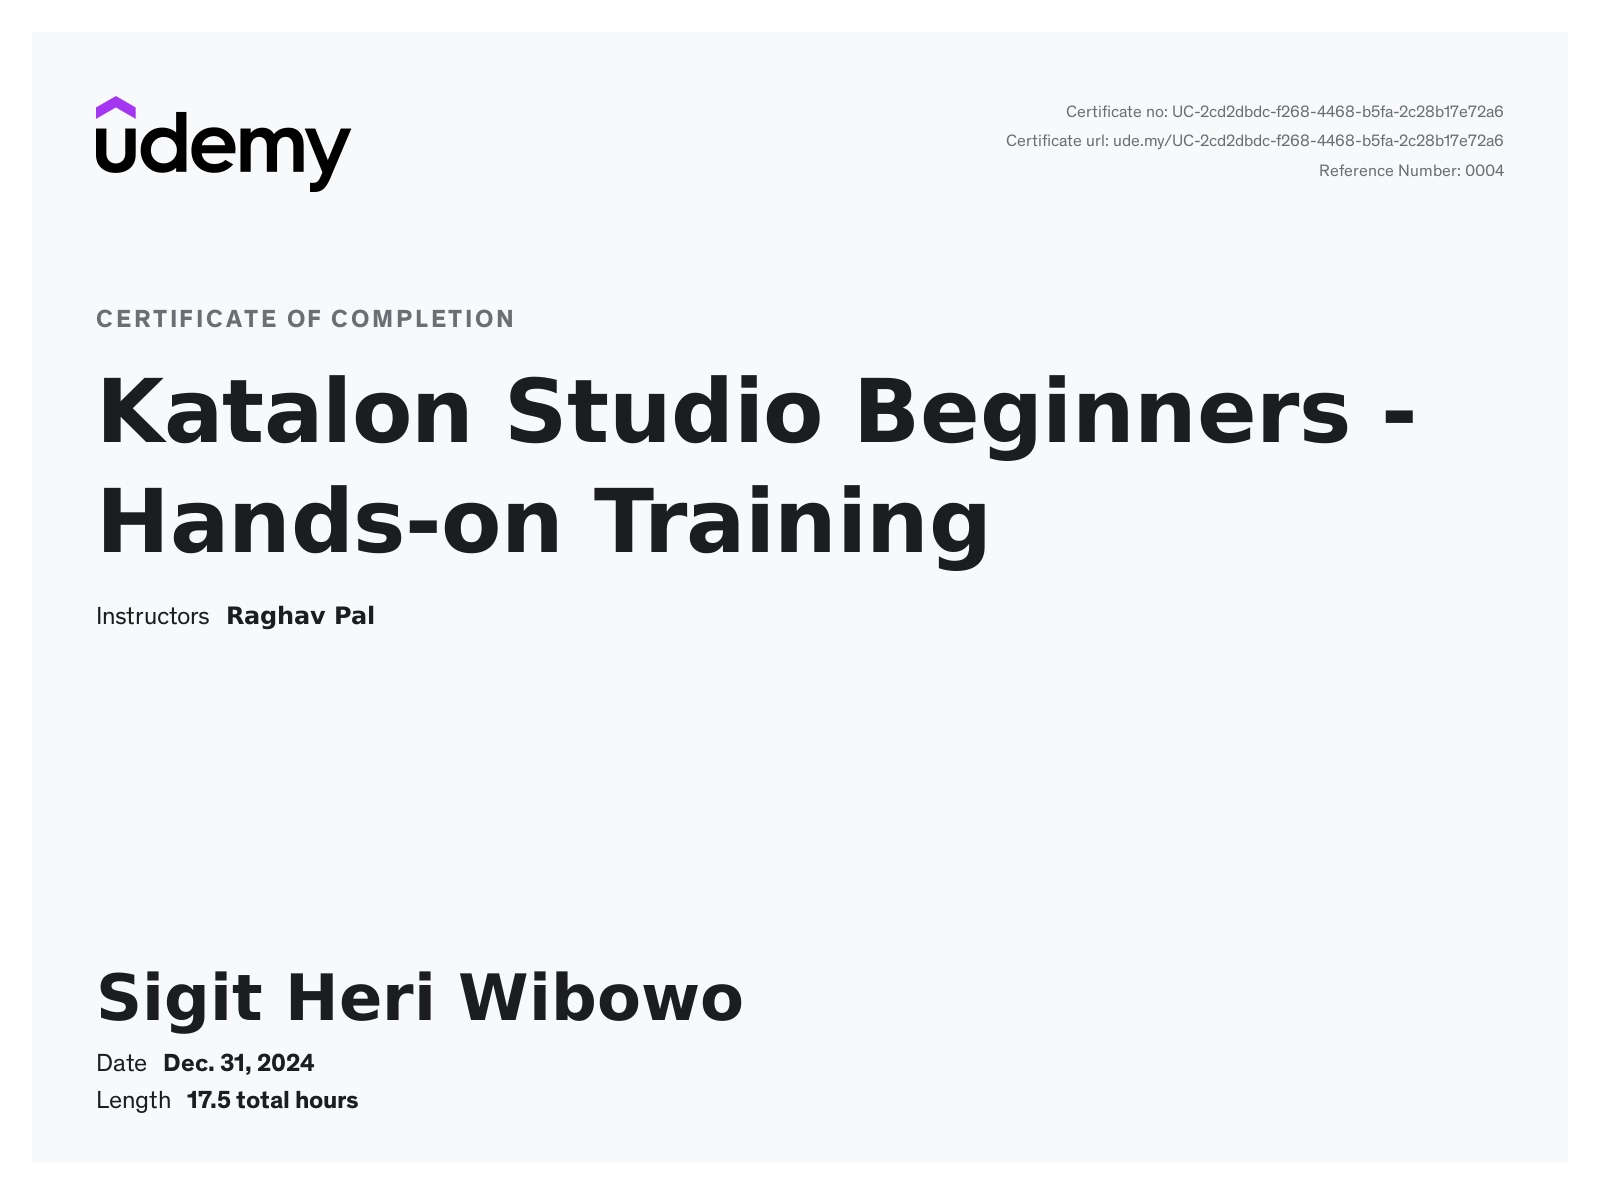 udemy
Certificate no: UC-2cd2dbdc-f268-4468-b5fa-2c28b17e72a6
Certificate url: ude.my/UC-2cd2dbdc-f268-4468-b5fa-2c28b17e72a6
Reference Number: 0004
CERTIFICATE OF COMPLETION
Katalon Studio Beginners -
Hands-on Training
Instructors Raghav Pal
Sigit Heri Wibowo
Date Dec. 31, 2024
Length 17.5 total hours